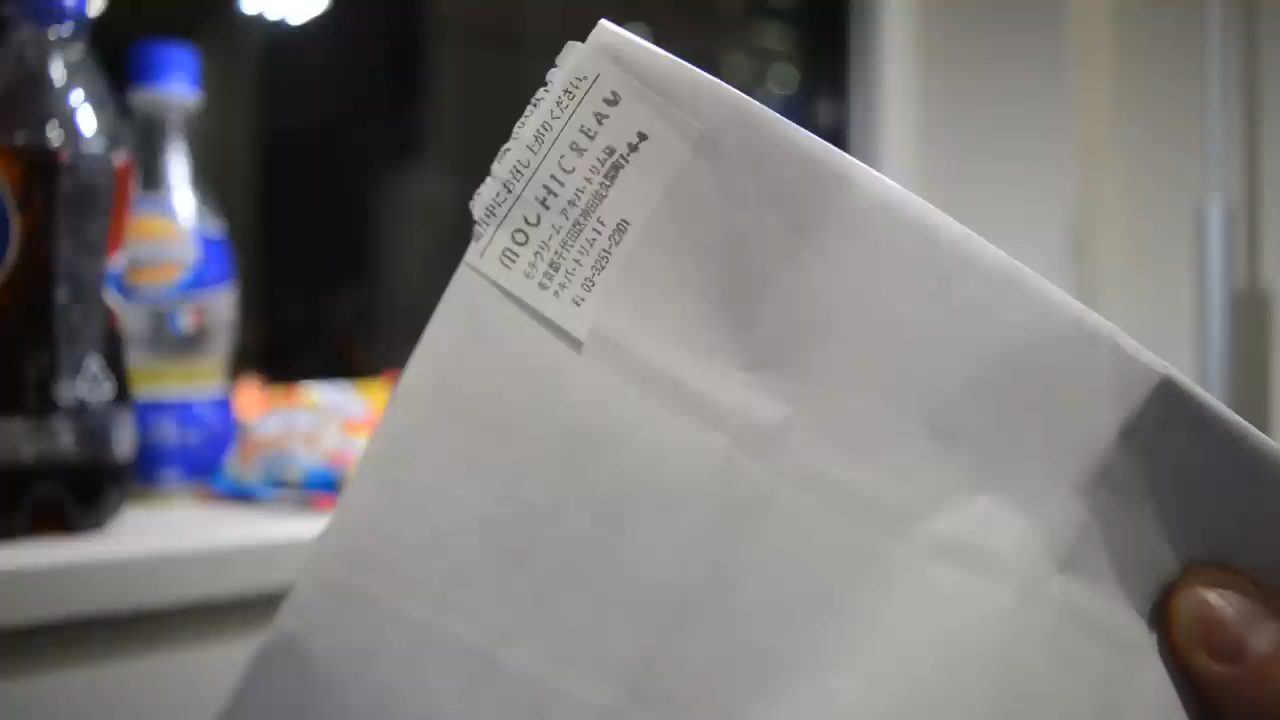 中にお召し上がりください。
MOCHICREAM
モチクリーム アキバ・トリム店
東京都千代田区神田佐久間町1-6-
アキバ・トリム1F
TEL 03-3251-2201